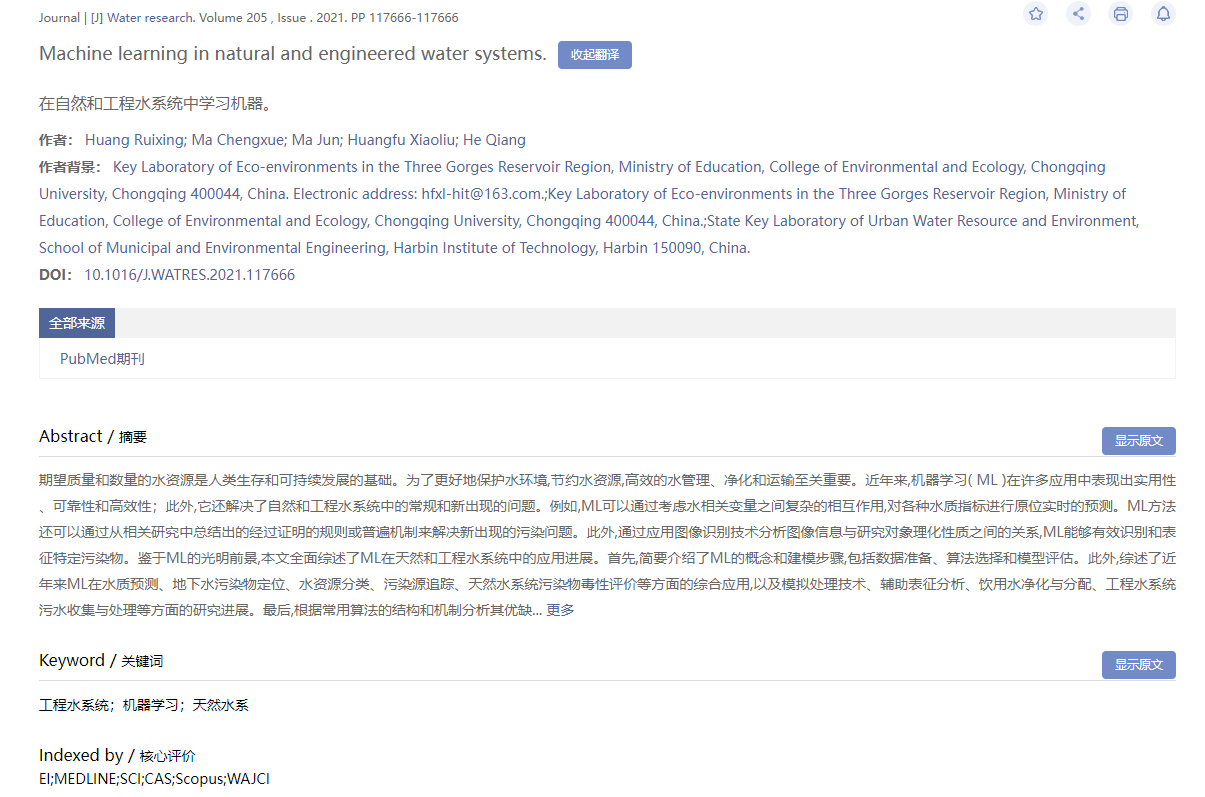 Journal | [J] Water research. Volume 205 , Issue . 2021. PP 117666-117666
Machine learning in natural and engineered water systems. 收起翻译
在自然和工程水系统中学习机器。
作者： Huang Ruixing; Ma Chengxue; Ma Jun; Huangfu Xiaoliu; He Qiang
作者背景： Key Laboratory of Eco-environments in the Three Gorges Reservoir Region, Ministry of Education, College of Environmental and Ecology, Chongqing
University, Chongqing 400044, China. Electronic address: hfxl-hit@163.com.;Key Laboratory of Eco-environments in the Three Gorges Reservoir Region, Ministry of
Education, College of Environmental and Ecology, Chongqing University, Chongqing 400044, China.;State Key Laboratory of Urban Water Resource and Environment,
School of Municipal and Environmental Engineering, Harbin Institute of Technology, Harbin 150090, China.
DOI： 10.1016/J.WATRES.2021.117666
全部来源
PubMed期刊
Abstract / 摘要 显示原文
期望质量和数量的水资源是人类生存和可持续发展的基础。为了更好地保护水环境,节约水资源,高效的水管理、净化和运输至关重要。近年来,机器学习( ML )在许多应用中表现出实用性
、可靠性和高效性；此外,它还解决了自然和工程水系统中的常规和新出现的问题。例如,ML可以通过考虑水相关变量之间复杂的相互作用,对各种水质指标进行原位实时的预测。ML方法
还可以通过从相关研究中总结出的经过证明的规则或普遍机制来解决新出现的污染问题。此外,通过应用图像识别技术分析图像信息与研究对象理化性质之间的关系,ML能够有效识别和表
征特定污染物。鉴于ML的光明前景,本文全面综述了ML在天然和工程水系统中的应用进展。首先,简要介绍了ML的概念和建模步骤,包括数据准备、算法选择和模型评估。此外,综述了近
年来ML在水质预测、地下水污染物定位、水资源分类、污染源追踪、天然水系统污染物毒性评价等方面的综合应用,以及模拟处理技术、辅助表征分析、饮用水净化与分配、工程水系统
污水收集与处理等方面的研究进展。最后,根据常用算法的结构和机制分析其优缺... 更多
Keyword / 关键词 显示原文
工程水系统；机器学习；天然水系
Indexed by / 核心评价
EI;MEDLINE;SCI;CAS;Scopus;WAJCI